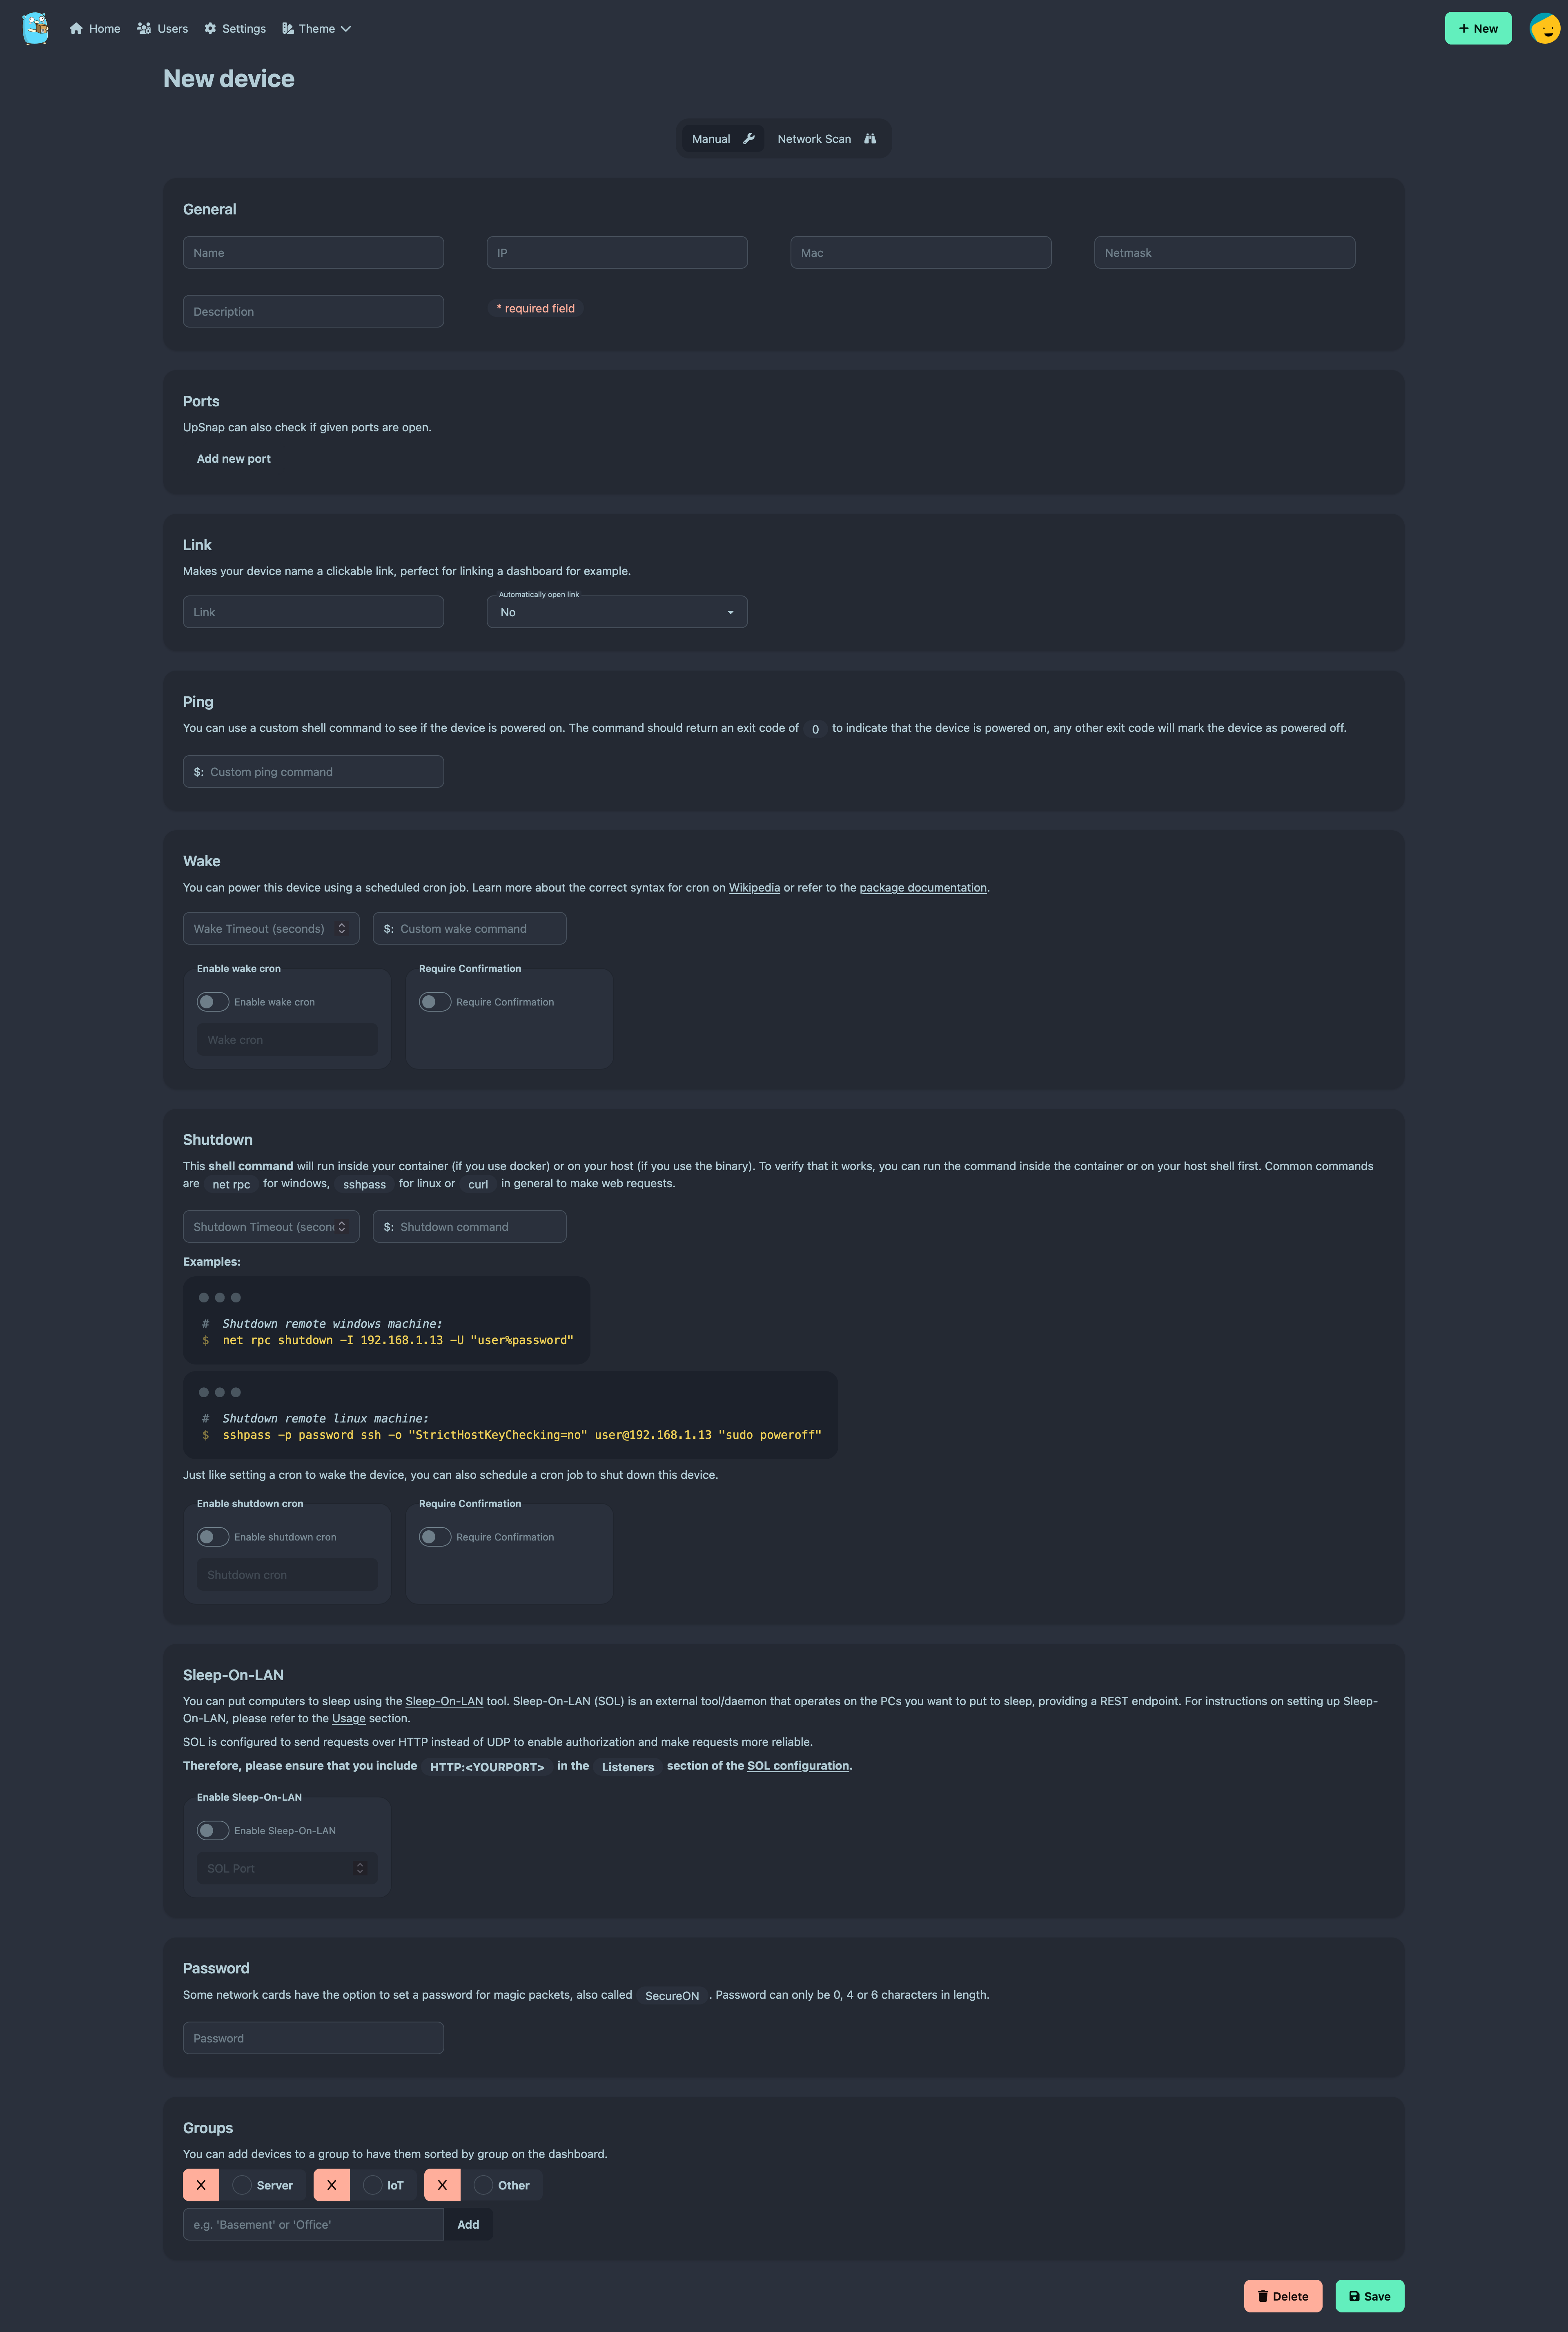 Home Users Settings Theme + New
New device
Manual Network Scan
General
Name IP Mac Netmask
Description * required field
Ports
UpSnap can also check if given ports are open.
Add new port
Link
Makes your device name a clickable link, perfect for linking a dashboard for example.
Automatically open link
Link No
Ping
You can use a custom shell command to see if the device is powered on. The command should return an exit code of 0 to indicate that the device is powered on, any other exit code will mark the device as powered off.
$: Custom ping command
Wake
You can power this device using a scheduled cron job. Learn more about the correct syntax for cron on Wikipedia or refer to the package documentation.
Wake Timeout (seconds) $: Custom wake command
Enable wake cron Require Confirmation
Enable wake cron Require Confirmation
Wake cron
Shutdown
This shell command will run inside your container (if you use docker) or on your host (if you use the binary). To verify that it works, you can run the command inside the container or on your host shell first. Common commands
are net rpc for windows, sshpass for linux or curl in general to make web requests.
Shutdown Timeout (secon $: Shutdown command
Examples:
# Shutdown remote windows machine:
$ net rpc shutdown -I 192.168.1.13 -U "user%password"
# Shutdown remote linux machine:
$ sshpass -p password ssh -o "StrictHostKeyChecking=no" user@192.168.1.13 "sudo poweroff"
Just like setting a cron to wake the device, you can also schedule a cron job to shut down this device.
Enable shutdown cron Require Confirmation
Enable shutdown cron Require Confirmation
Shutdown cron
Sleep-On-LAN
You can put computers to sleep using the Sleep-On-LAN tool. Sleep-On-LAN (SOL) is an external tool/daemon that operates on the PCs you want to put to sleep, providing a REST endpoint. For instructions on setting up Sleep-
On-LAN, please refer to the Usage section.
SOL is configured to send requests over HTTP instead of UDP to enable authorization and make requests more reliable.
Therefore, please ensure that you include HTTP:<YOURPORT> in the Listeners section of the SOL configuration.
Enable Sleep-On-LAN
Enable Sleep-On-LAN
SOL Port
Password
Some network cards have the option to set a password for magic packets, also called SecureON . Password can only be 0, 4 or 6 characters in length.
Password
Groups
You can add devices to a group to have them sorted by group on the dashboard.
X Server X IoT X Other
e.g. 'Basement' or 'Office' Add
Delete Save